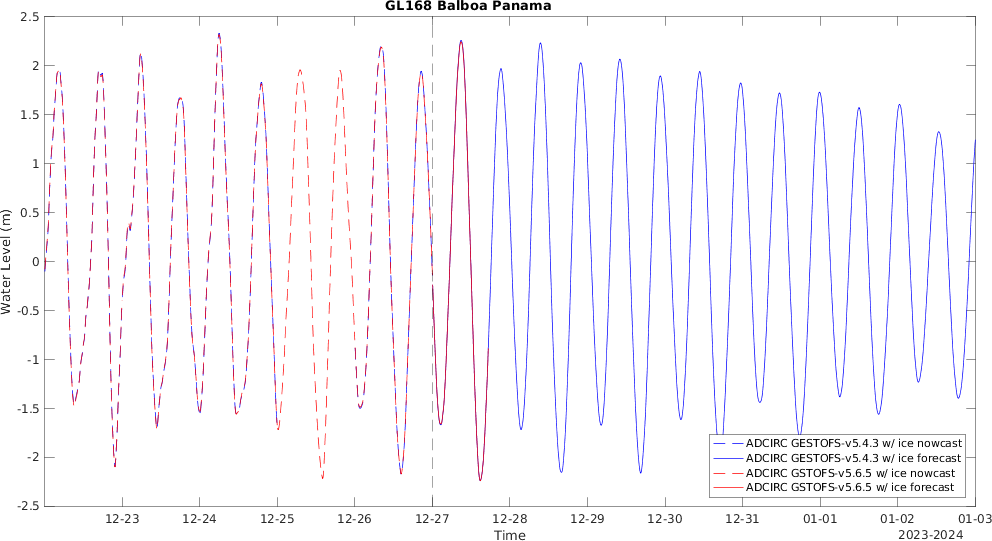 GL168 Balboa Panama
2.5
2
1.5
1
0.5
0
-0.5
-1
-1.5
-2
-2.5
Water Level (m)
ADCIRC GESTOFS-v5.4.3 w/ ice nowcast
ADCIRC GESTOFS-v5.4.3 w/ ice forecast
ADCIRC GSTOFS-v5.6.5 w/ ice nowcast
ADCIRC GSTOFS-v5.6.5 w/ ice forecast
12-23 12-24 12-25 12-26 12-27 12-28 12-29 12-30 12-31 01-01 01-02 01-03
Time
2023-2024